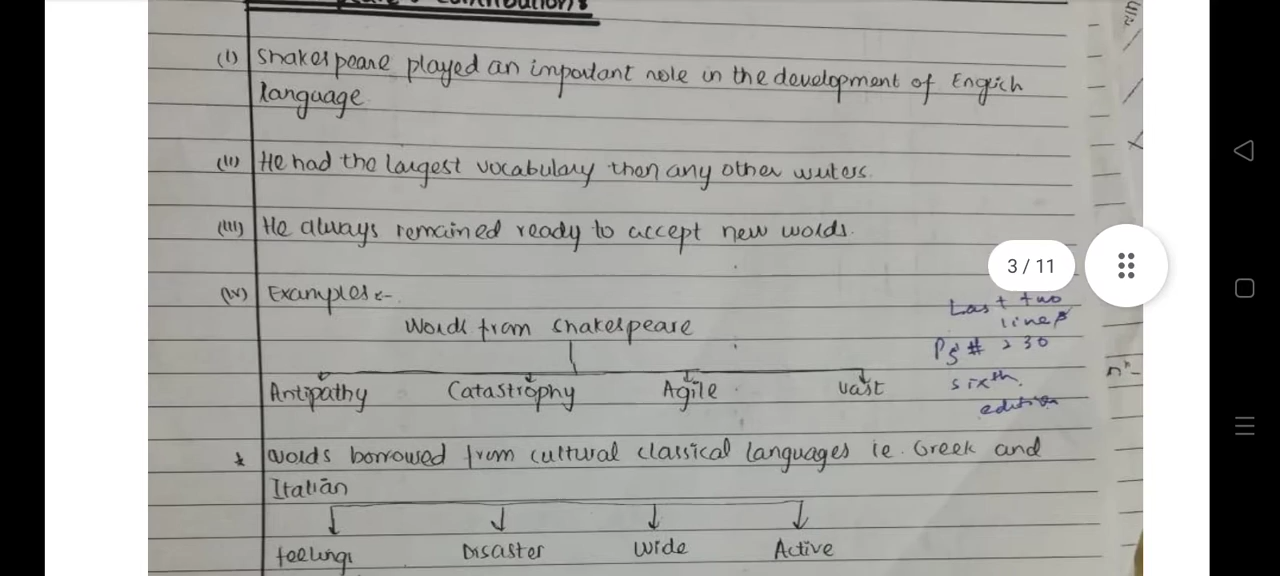 Contributions
(i) Shakespeare played an important role in the development of English
language
(ii) He had the largest vocabulary than any other writers.
(iii) He always remained ready to accept new words.
3 / 11
(iv) Examples:-
Last two
lines
Words from Shakespeare
Pg # 230
Antipathy Catastrophy Agile vast
sixth
edition
* words borrowed from cultural classical languages ie. Greek and
Italian
feelings Disaster Wide Active